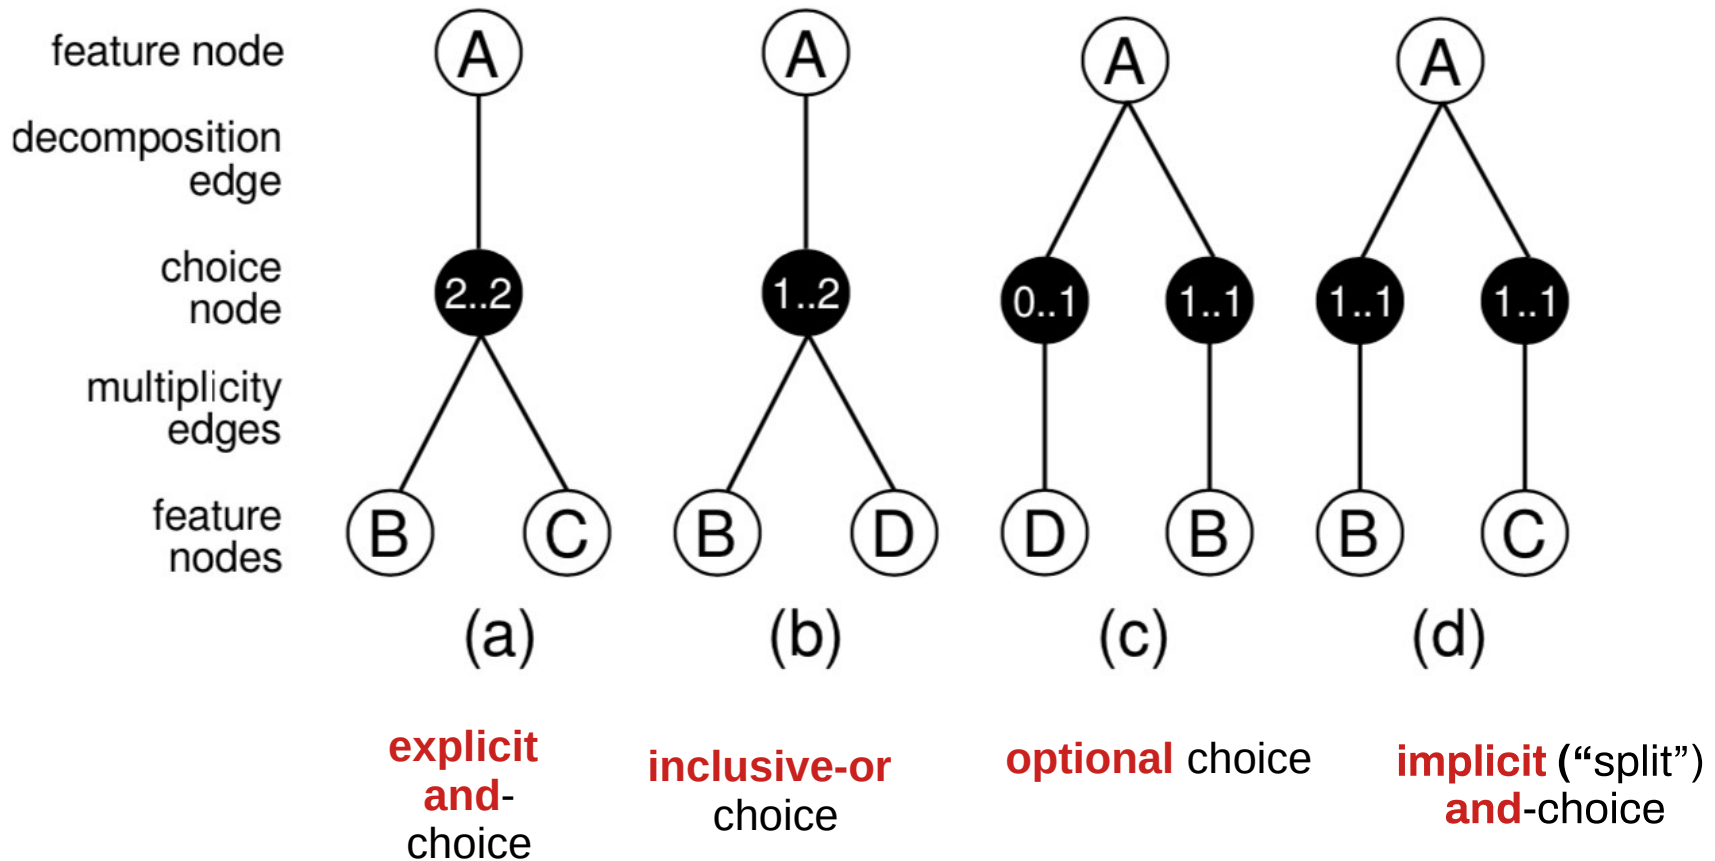 feature node
A
A
A
A
decomposition
edge
choice
node
2..2
1..2
0..1
1..1
1..1
1..1
multiplicity
edges
feature
nodes
B
C
B
D
D
B
B
C
(a)
(b)
(c)
(d)
explicit
and-
choice
inclusive-or
choice
optional choice
implicit (“split”)
and-choice